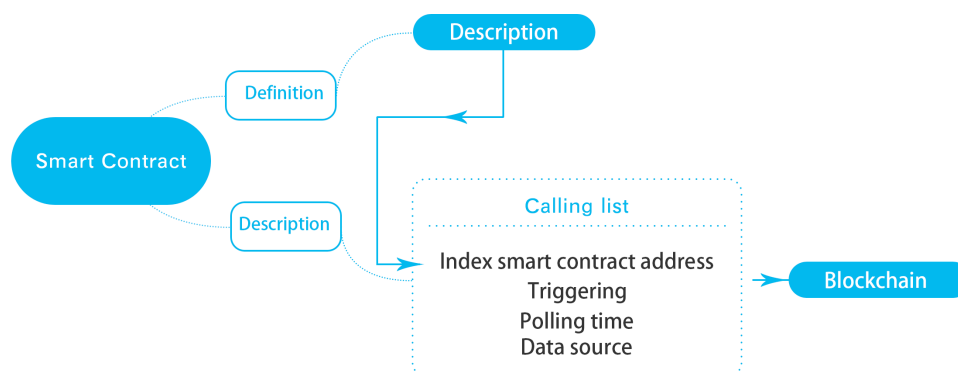 Description
Definition
Smart Contract
Description
Calling list
Index smart contract address
Triggering
Polling time
Data source
Blockchain